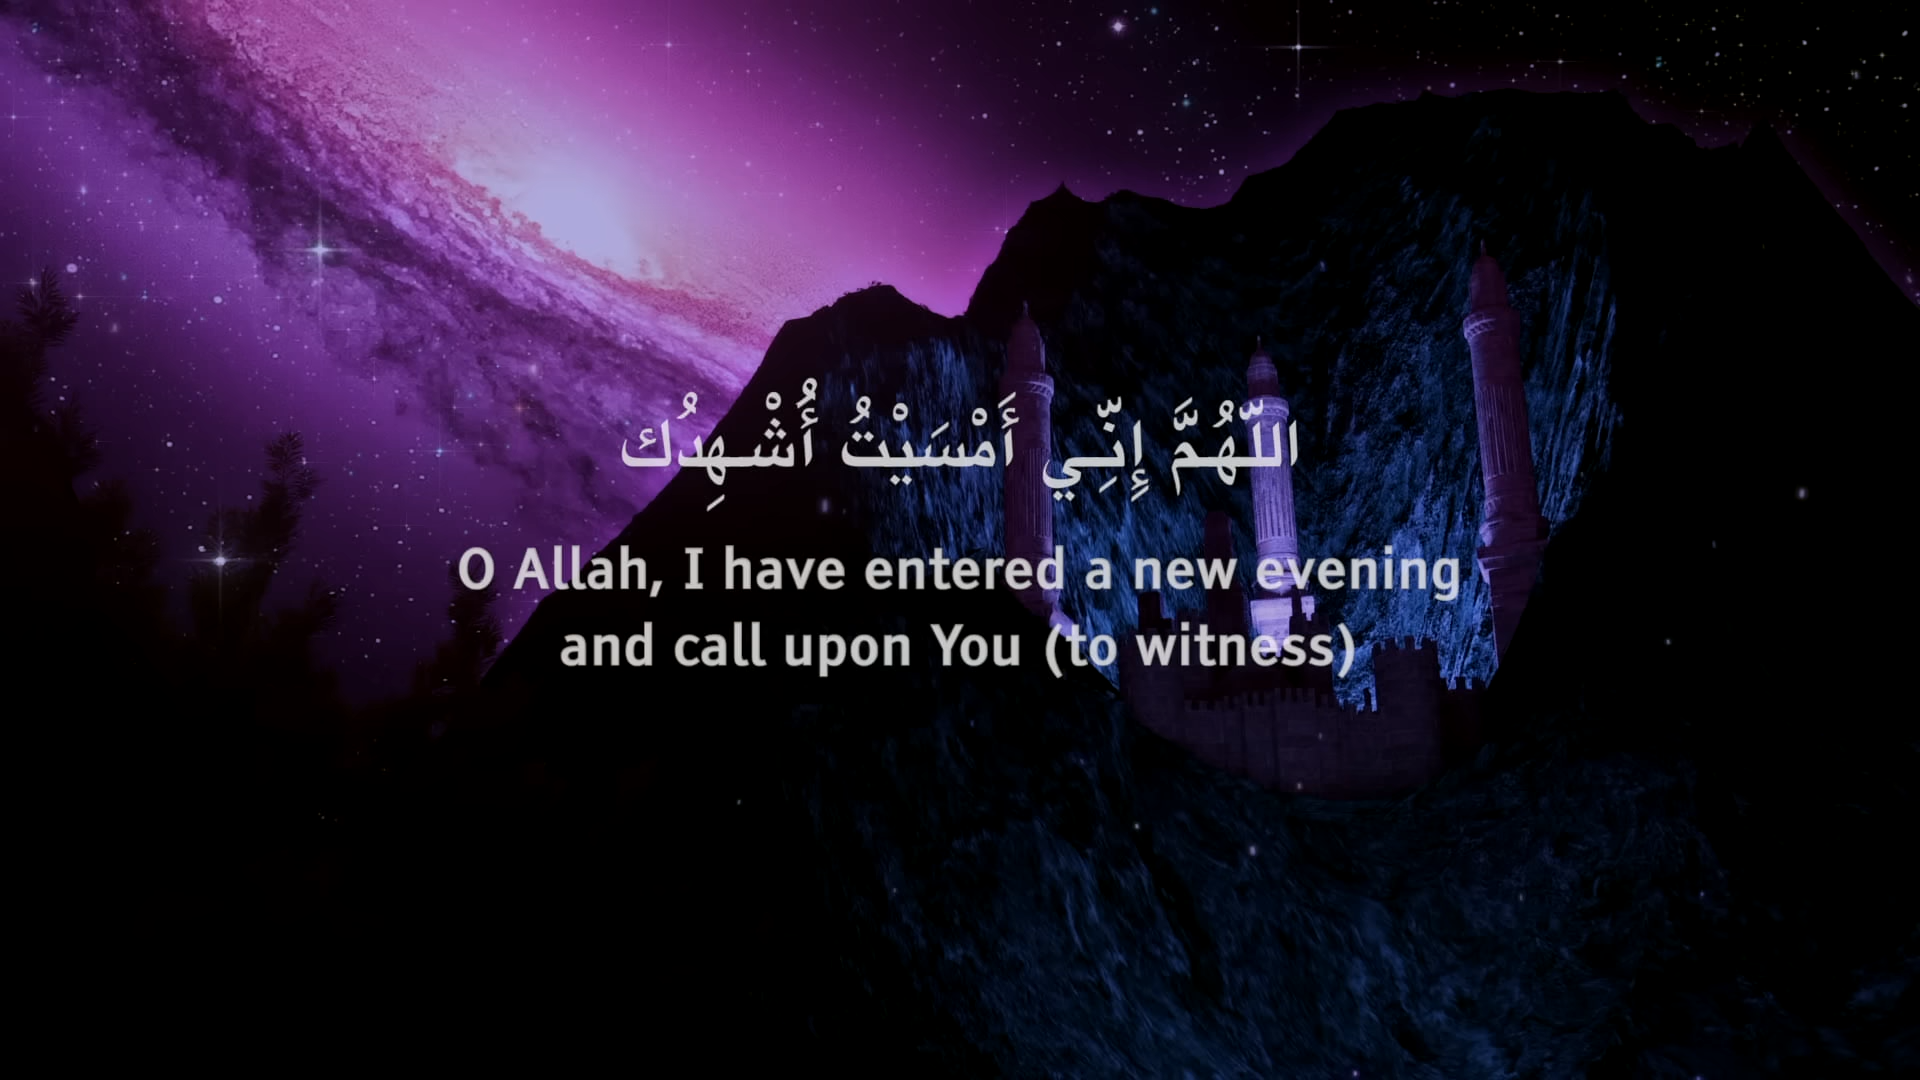 اللّهُمَّ إِنِّي أَمْسَيْتُ أُشْهِدُك
O Allah, I have entered a new evening
and call upon You (to witness)